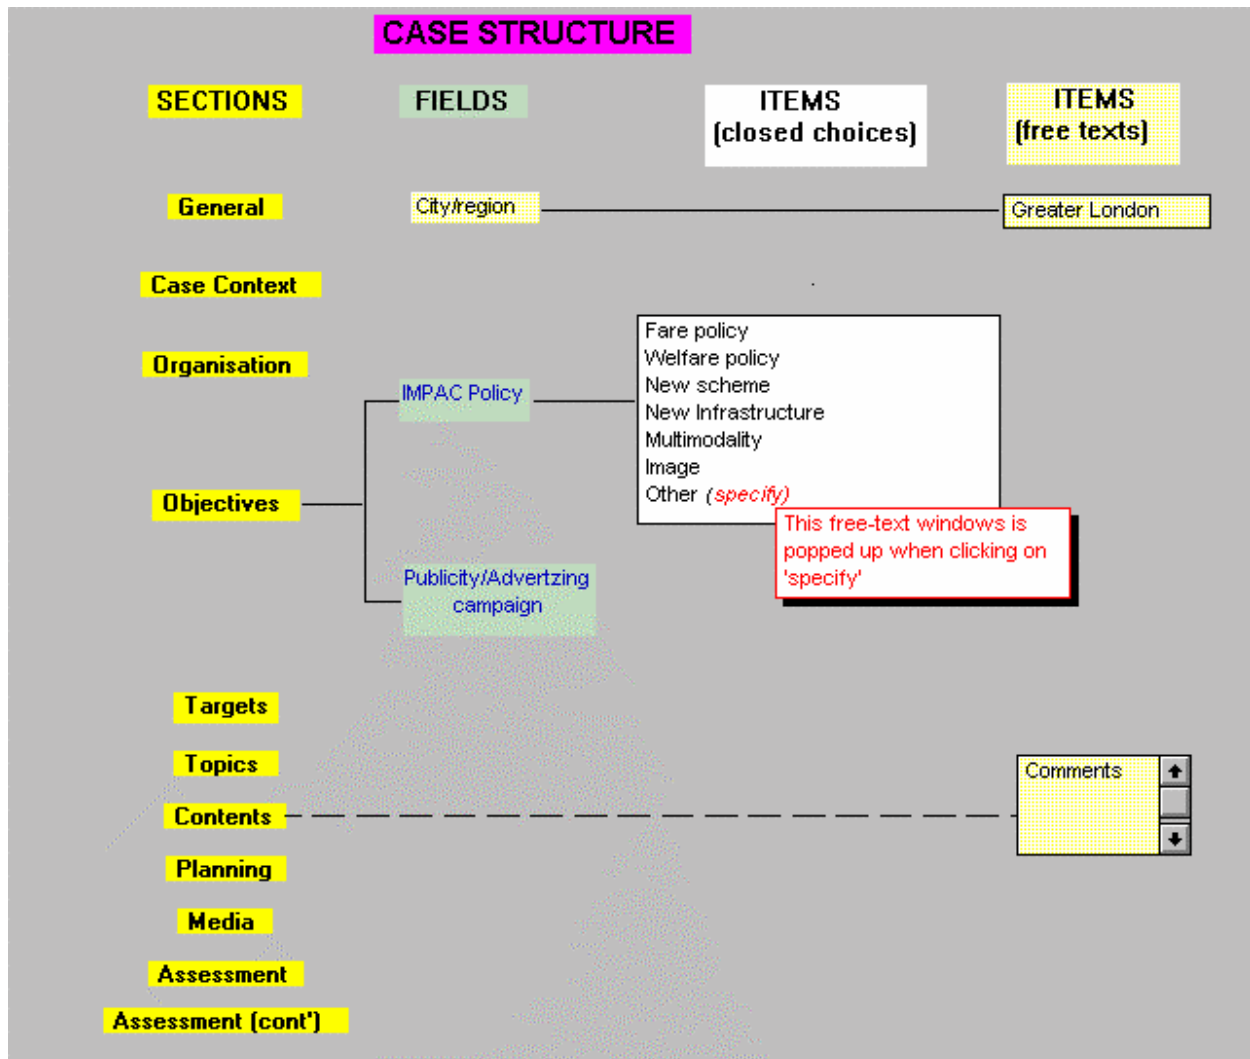 CASE STRUCTURE
SECTIONS
FIELDS
ITEMS
(closed choices)
ITEMS
(free texts)
General
City/region
Greater London
Case Context
Organisation
Objectives
IMPAC Policy
Fare policy
Welfare policy
New scheme
New Infrastructure
Multimodality
Image
Other (specify)
This free-text windows is
popped up when clicking on
'specify'
Publicity/Advertzing
campaign
Targets
Topics
Contents
Comments
Planning
Media
Assessment
Assessment (cont')